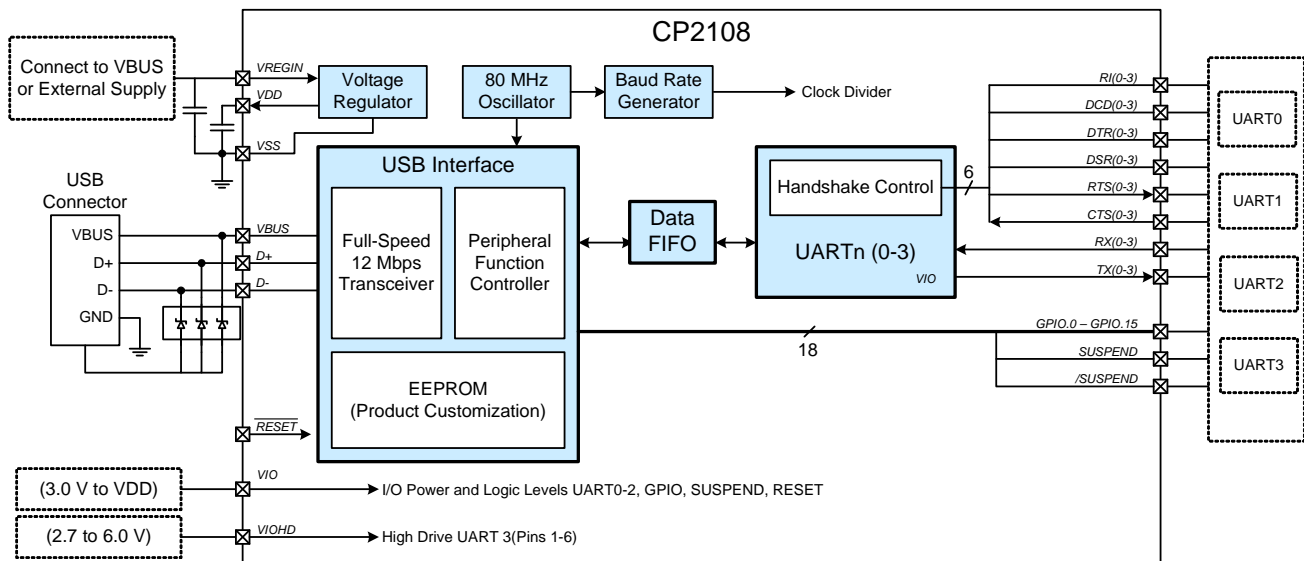 CP2108
Connect to VBUS
or External Supply
VREGIN
VDD
VSS
Voltage
Regulator
80 MHz
Oscillator
Baud Rate
Generator
Clock Divider
USB
Connector
VBUS
D+
D-
GND
VBUS
D+
D-
USB Interface
Full-Speed
12 Mbps
Transceiver
Peripheral
Function
Controller
EEPROM
(Product Customization)
Data
FIFO
Handshake Control
UARTn (0-3)
VIO
6
RI(0-3)
DCD(0-3)
DTR(0-3)
DSR(0-3)
RTS(0-3)
CTS(0-3)
RX(0-3)
TX(0-3)
GPIO.0 – GPIO.15
18
SUSPEND
/SUSPEND
UART0
UART1
UART2
UART3
RESET
(3.0 V to VDD)
VIO
I/O Power and Logic Levels UART0-2, GPIO, SUSPEND, RESET
(2.7 to 6.0 V)
VIOHD
High Drive UART 3(Pins 1-6)